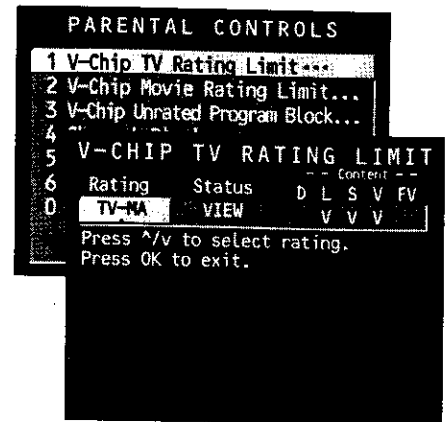 PARENTAL CONTROLS
1 V-Chip TV Rating Limit...
2 V-Chip Movie Rating Limit...
3 V-Chip Unrated Program Block...
4
5
6
0
V-CHIP TV RATING LIMIT
-- Content --
Rating Status D L S V FV
TV-MA VIEW V V V
Press ^/v to select rating.
Press OK to exit.